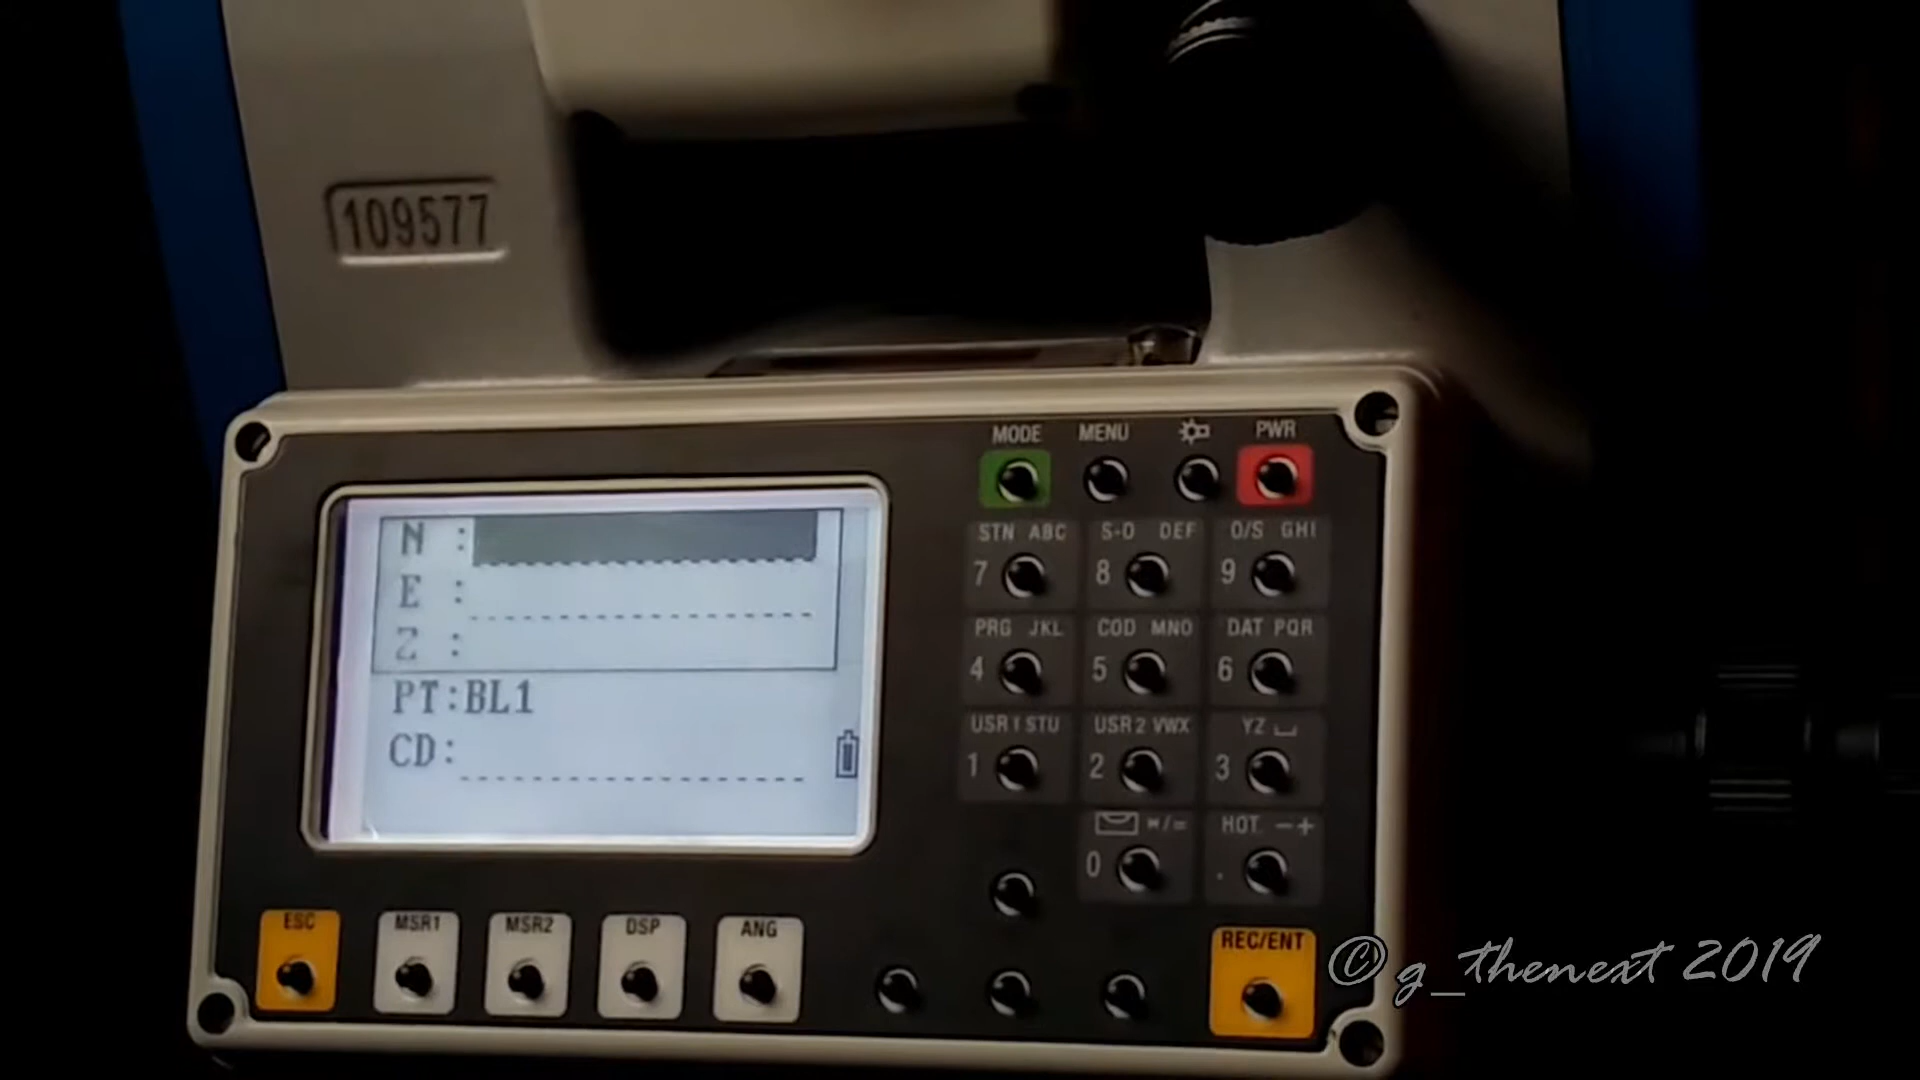 109577
MODE MENU PWR
N :
E :
Z :
PT:BL1
CD:
STN ABC S-O DEF O/S GHI
7 8 9
PRG JKL COD MNO DAT PQR
4 5 6
USR1 STU USR2 VWX YZ
1 2 3
*/= HOT -+
0 .
ESC MSR1 MSR2 DSP ANG REC/ENT
© g_thenext 2019